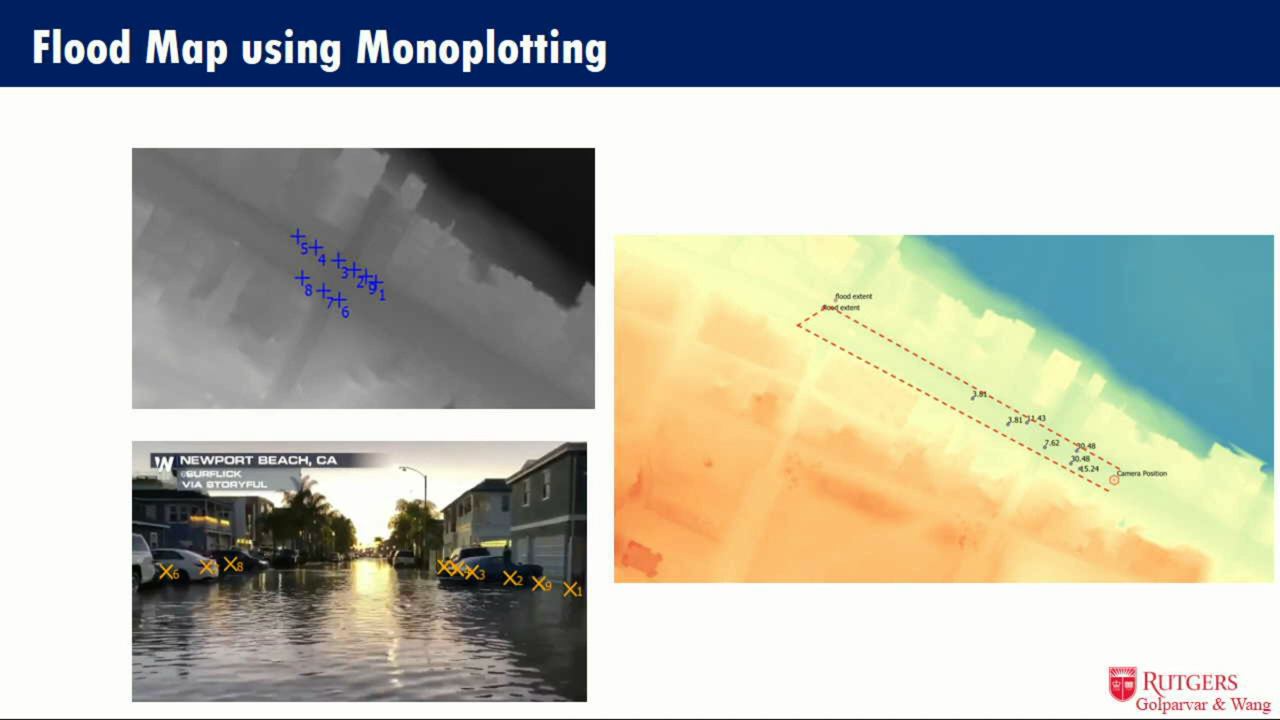 Flood Map using Monoplotting
5
4
3
2
9
1
8
7
6
NEWPORT BEACH, CA
©SURFLICK
VIA STORYFUL
6
8
3
2
9
1
flood extent
flood extent
3.81
3.81
11.43
7.62
30.48
30.48
15.24
Camera Position
RUTGERS
Golparvar & Wang